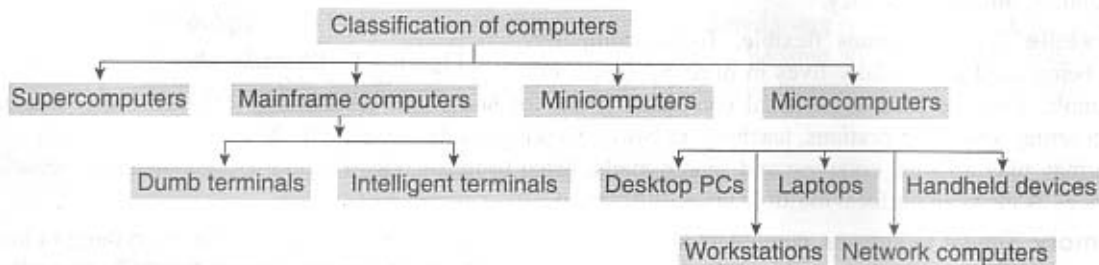 Classification of computers
Supercomputers Mainframe computers Minicomputers Microcomputers
Dumb terminals Intelligent terminals Desktop PCs Laptops Handheld devices
Workstations Network computers